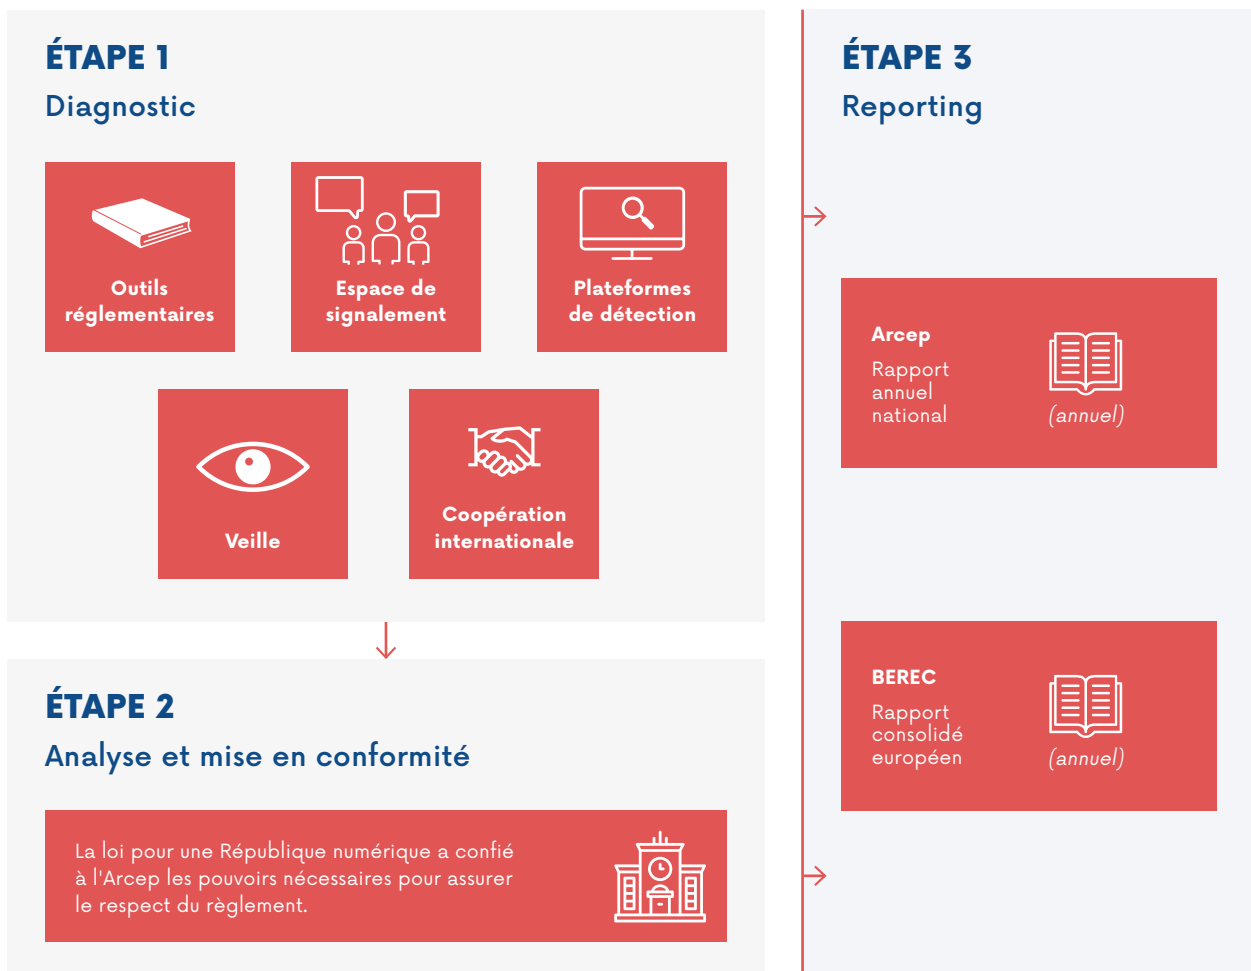 ÉTAPE 1
Diagnostic
Outils
réglementaires
Espace de
signalement
Plateformes
de détection
Veille
Coopération
internationale
ÉTAPE 2
Analyse et mise en conformité
La loi pour une République numérique a confié
à l'Arcep les pouvoirs nécessaires pour assurer
le respect du règlement.
ÉTAPE 3
Reporting
Arcep
Rapport
annuel
national
(annuel)
BEREC
Rapport
consolidé
européen
(annuel)